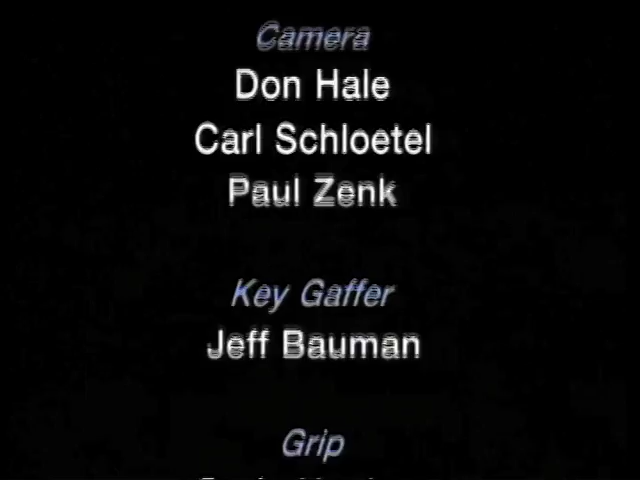 Camera
Don Hale
Carl Schloetel
Paul Zenk
Key Gaffer
Jeff Bauman
Grip